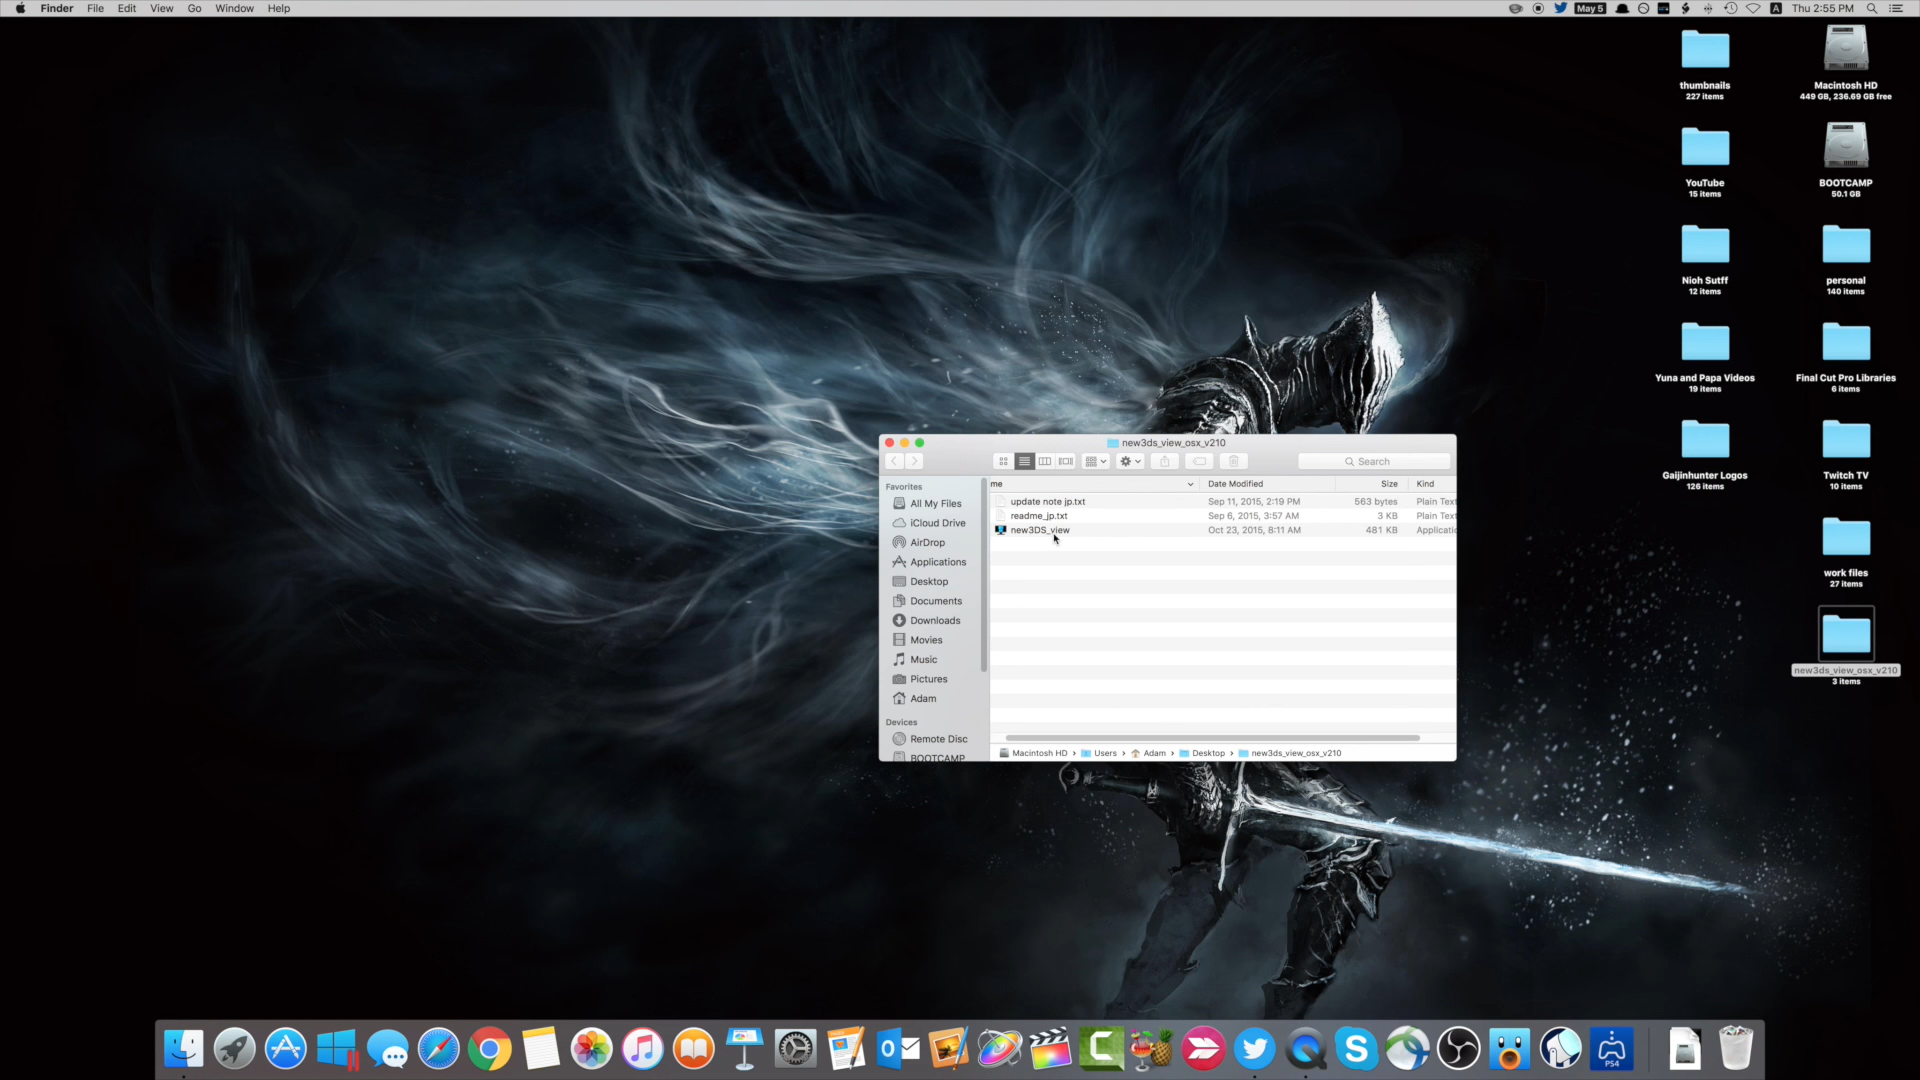 Finder File Edit View Go Window Help
May 5 A Thu 2:55 PM
thumbnails
227 items
Macintosh HD
449 GB, 236.69 GB free
YouTube
15 items
BOOTCAMP
50.1 GB
Nioh Sutff
12 items
personal
140 items
Yuna and Papa Videos
19 items
Final Cut Pro Libraries
6 items
Gaijinhunter Logos
126 items
Twitch TV
10 items
work files
27 items
new3ds_view_osx_v210
3 items
new3ds_view_osx_v210
Search
Favorites
All My Files
iCloud Drive
AirDrop
Applications
Desktop
Documents
Downloads
Movies
Music
Pictures
Adam
Devices
Remote Disc
BOOTCAMP
me Date Modified Size Kind
update note jp.txt Sep 11, 2015, 2:19 PM 563 bytes Plain Text
readme_jp.txt Sep 6, 2015, 3:57 AM 3 KB Plain Text
new3DS_view Oct 23, 2015, 8:11 AM 481 KB Applicatio
Macintosh HD › Users › Adam › Desktop › new3ds_view_osx_v210
PS4